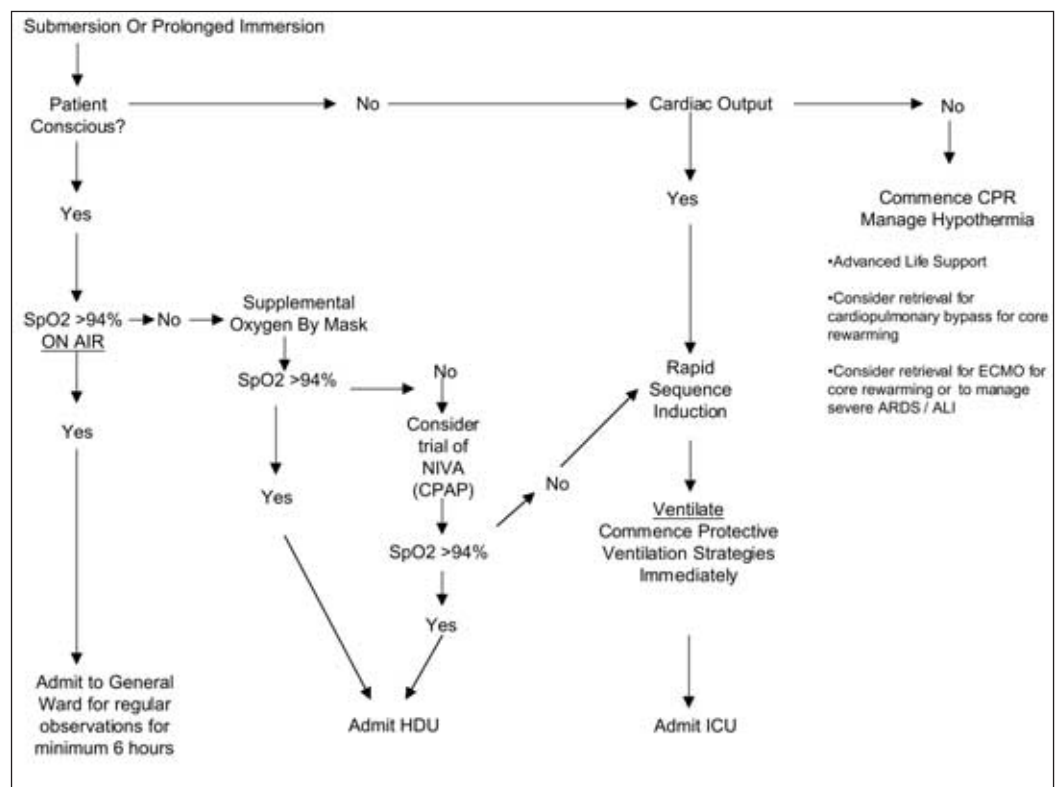 Submersion Or Prolonged Immersion
Patient
Conscious?
No
Cardiac Output
No
Yes
Yes
Commence CPR
Manage Hypothermia
•Advanced Life Support
•Consider retrieval for
cardiopulmonary bypass for core
rewarming
•Consider retrieval for ECMO for
core rewarming or to manage
severe ARDS / ALI
SpO2 >94%
ON AIR
No
Supplemental
Oxygen By Mask
SpO2 >94%
No
Rapid
Sequence
Induction
Yes
Consider
trial of
NIVA
(CPAP)
Yes
No
SpO2 >94%
Ventilate
Commence Protective
Ventilation Strategies
Immediately
Yes
Admit to General
Ward for regular
observations for
minimum 6 hours
Admit HDU
Admit ICU